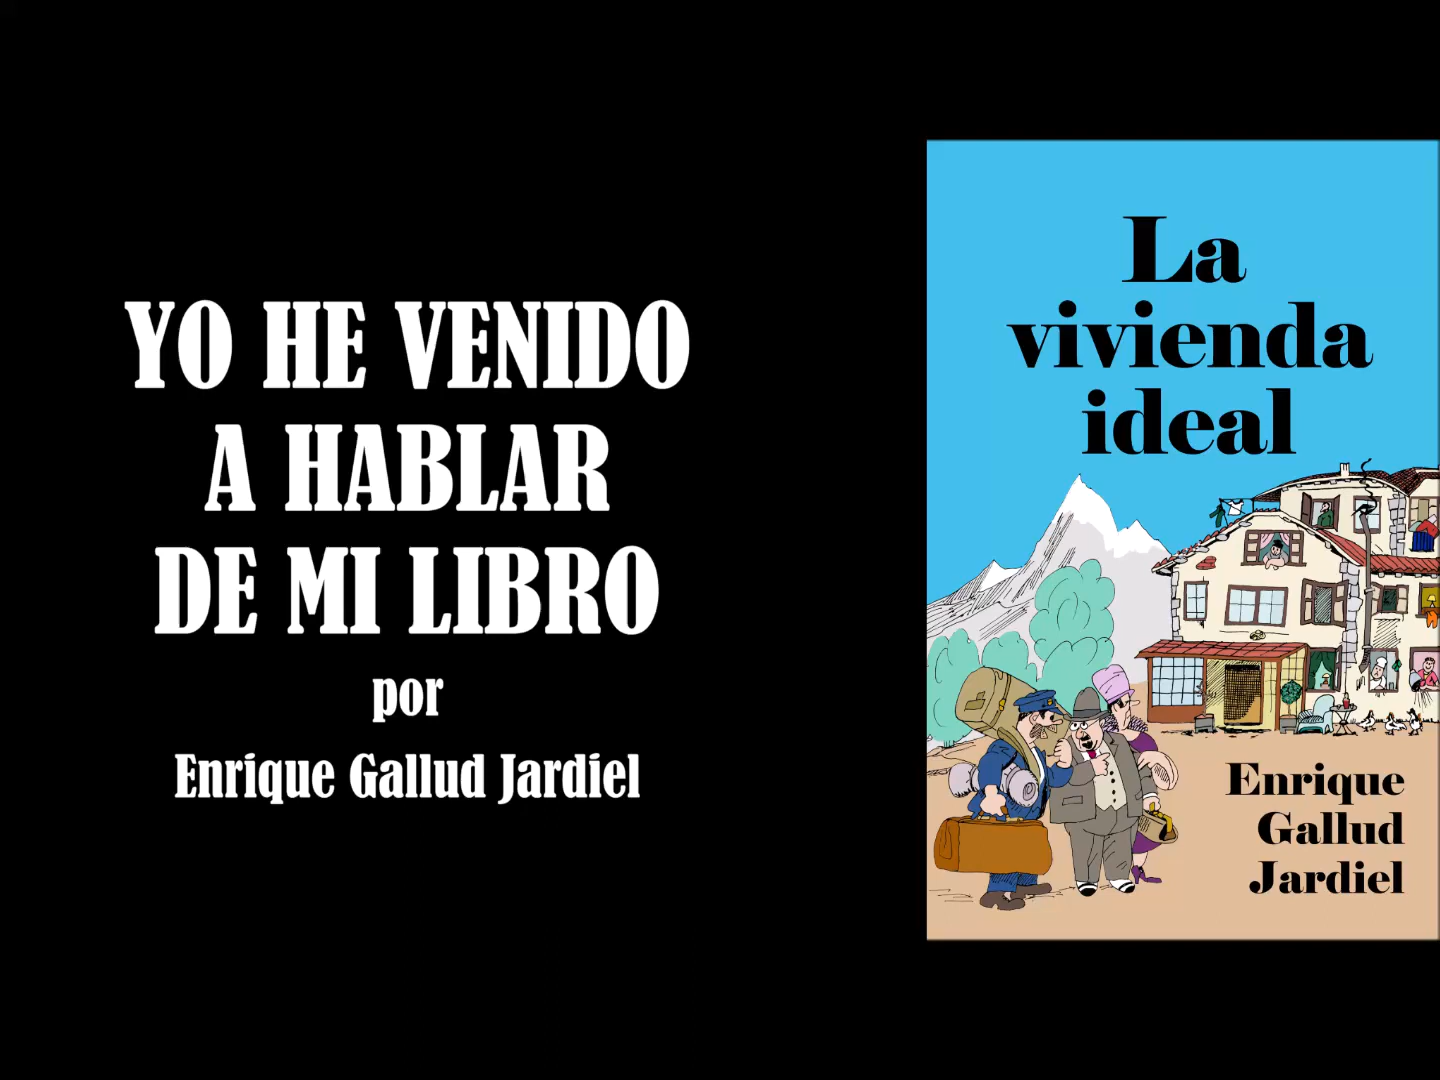 YO HE VENIDO
A HABLAR
DE MI LIBRO
por
Enrique Gallud Jardiel
La
vivienda
ideal
Enrique
Gallud
Jardiel